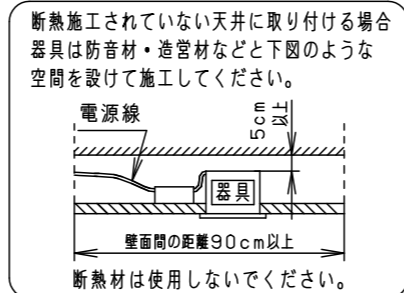 断熱施工されていない天井に取り付ける場合
器具は防音材・造営材などと下図のような
空間を設けて施工してください。
電源線
5cm
以上
器具
壁面間の距離90cm以上
断熱材は使用しないでください。